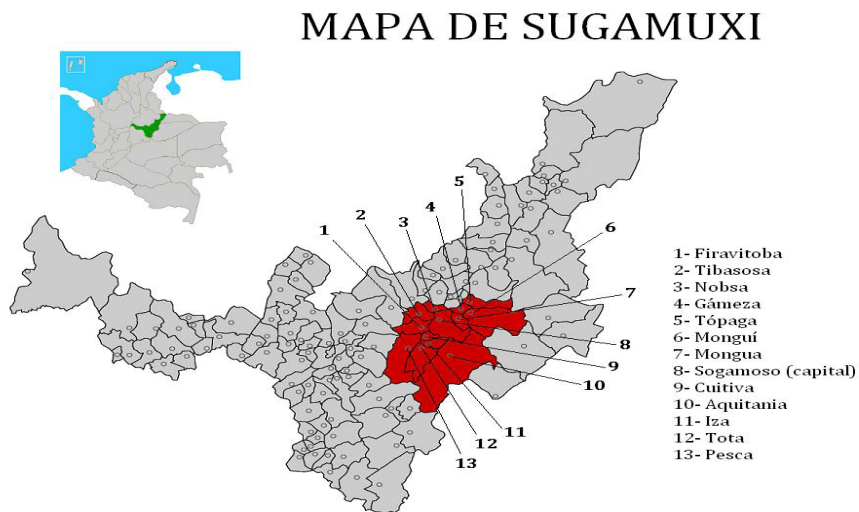 MAPA DE SUGAMUXI
5
4
3
2
1
6
7
8
9
10
11
12
13
1- Firavitoba
2- Tibasosa
3- Nobsa
4- Gámeza
5- Tópaga
6- Monguí
7- Mongua
8- Sogamoso (capital)
9- Cuitiva
10- Aquitania
11- Iza
12- Tota
13- Pesca